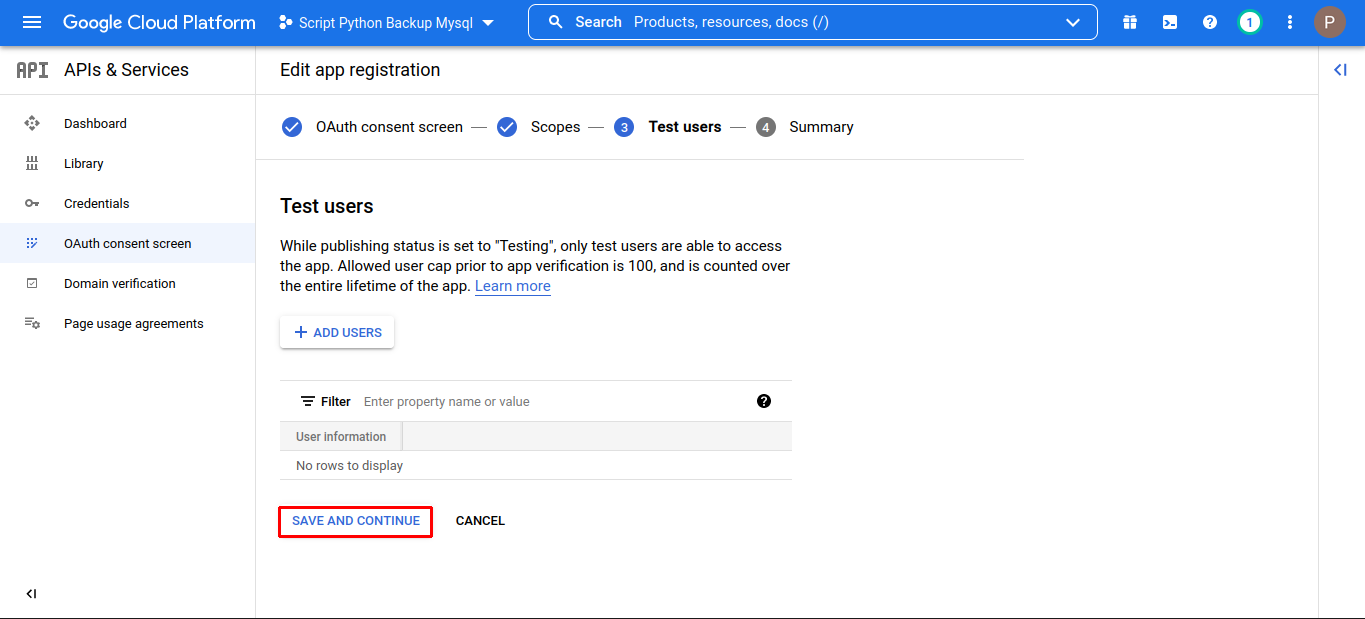 Google Cloud Platform
Script Python Backup Mysql
Search Products, resources, docs (/)
1
P
API APIs & Services
Edit app registration
Dashboard
Library
Credentials
OAuth consent screen
Domain verification
Page usage agreements
OAuth consent screen — Scopes — 3 Test users — 4 Summary
Test users
While publishing status is set to "Testing", only test users are able to access
the app. Allowed user cap prior to app verification is 100, and is counted over
the entire lifetime of the app. Learn more
+ ADD USERS
Filter Enter property name or value
User information
No rows to display
SAVE AND CONTINUE CANCEL